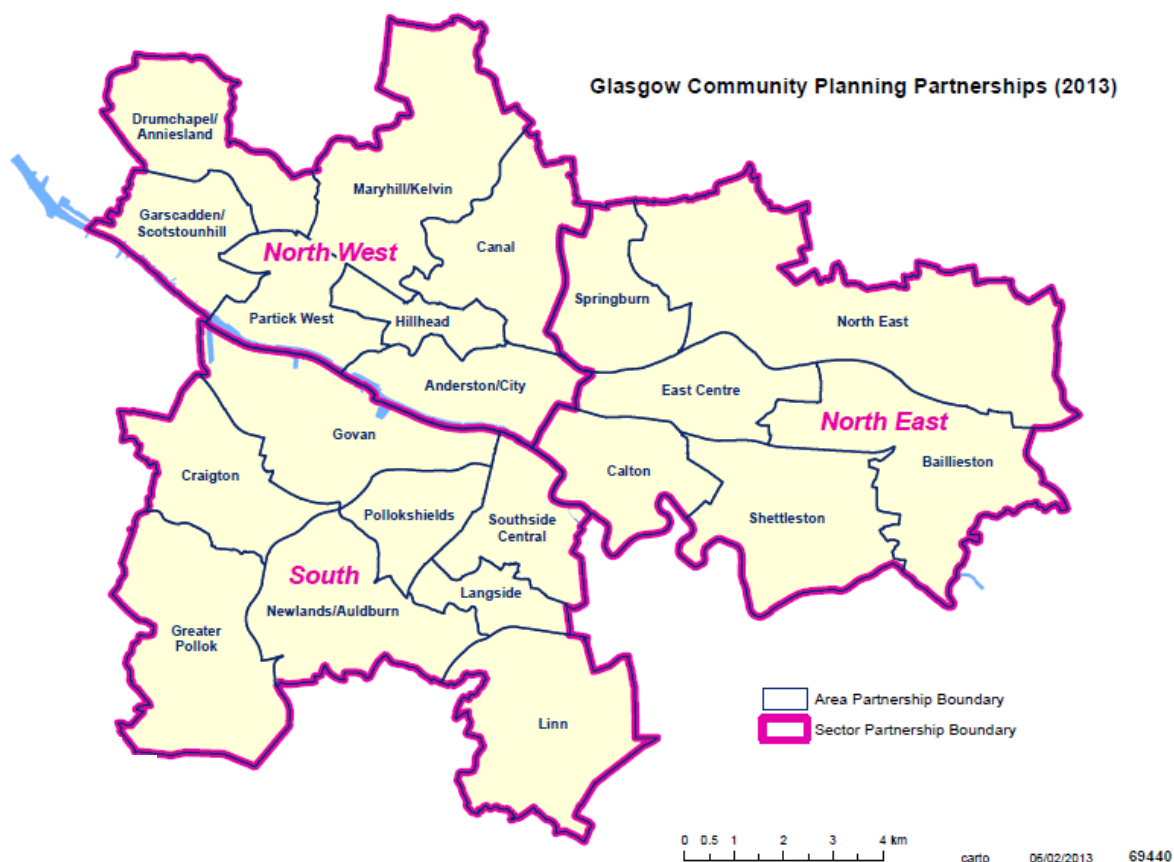 Glasgow Community Planning Partnerships (2013)
Drumchapel/
Anniesland
Maryhill/Kelvin
Garscadden/
Scotstounhill
North West
Canal
Springburn
North East
Partick West
Hillhead
Anderston/City
East Centre
North East
Govan
Baillieston
Craigton
Calton
Pollokshields
Southside
Central
Shettleston
South
Langside
Newlands/Auldburn
Greater
Pollok
Linn
Area Partnership Boundary
Sector Partnership Boundary
0 0.5 1 2 3 4 km
carto 06/02/2013 69440